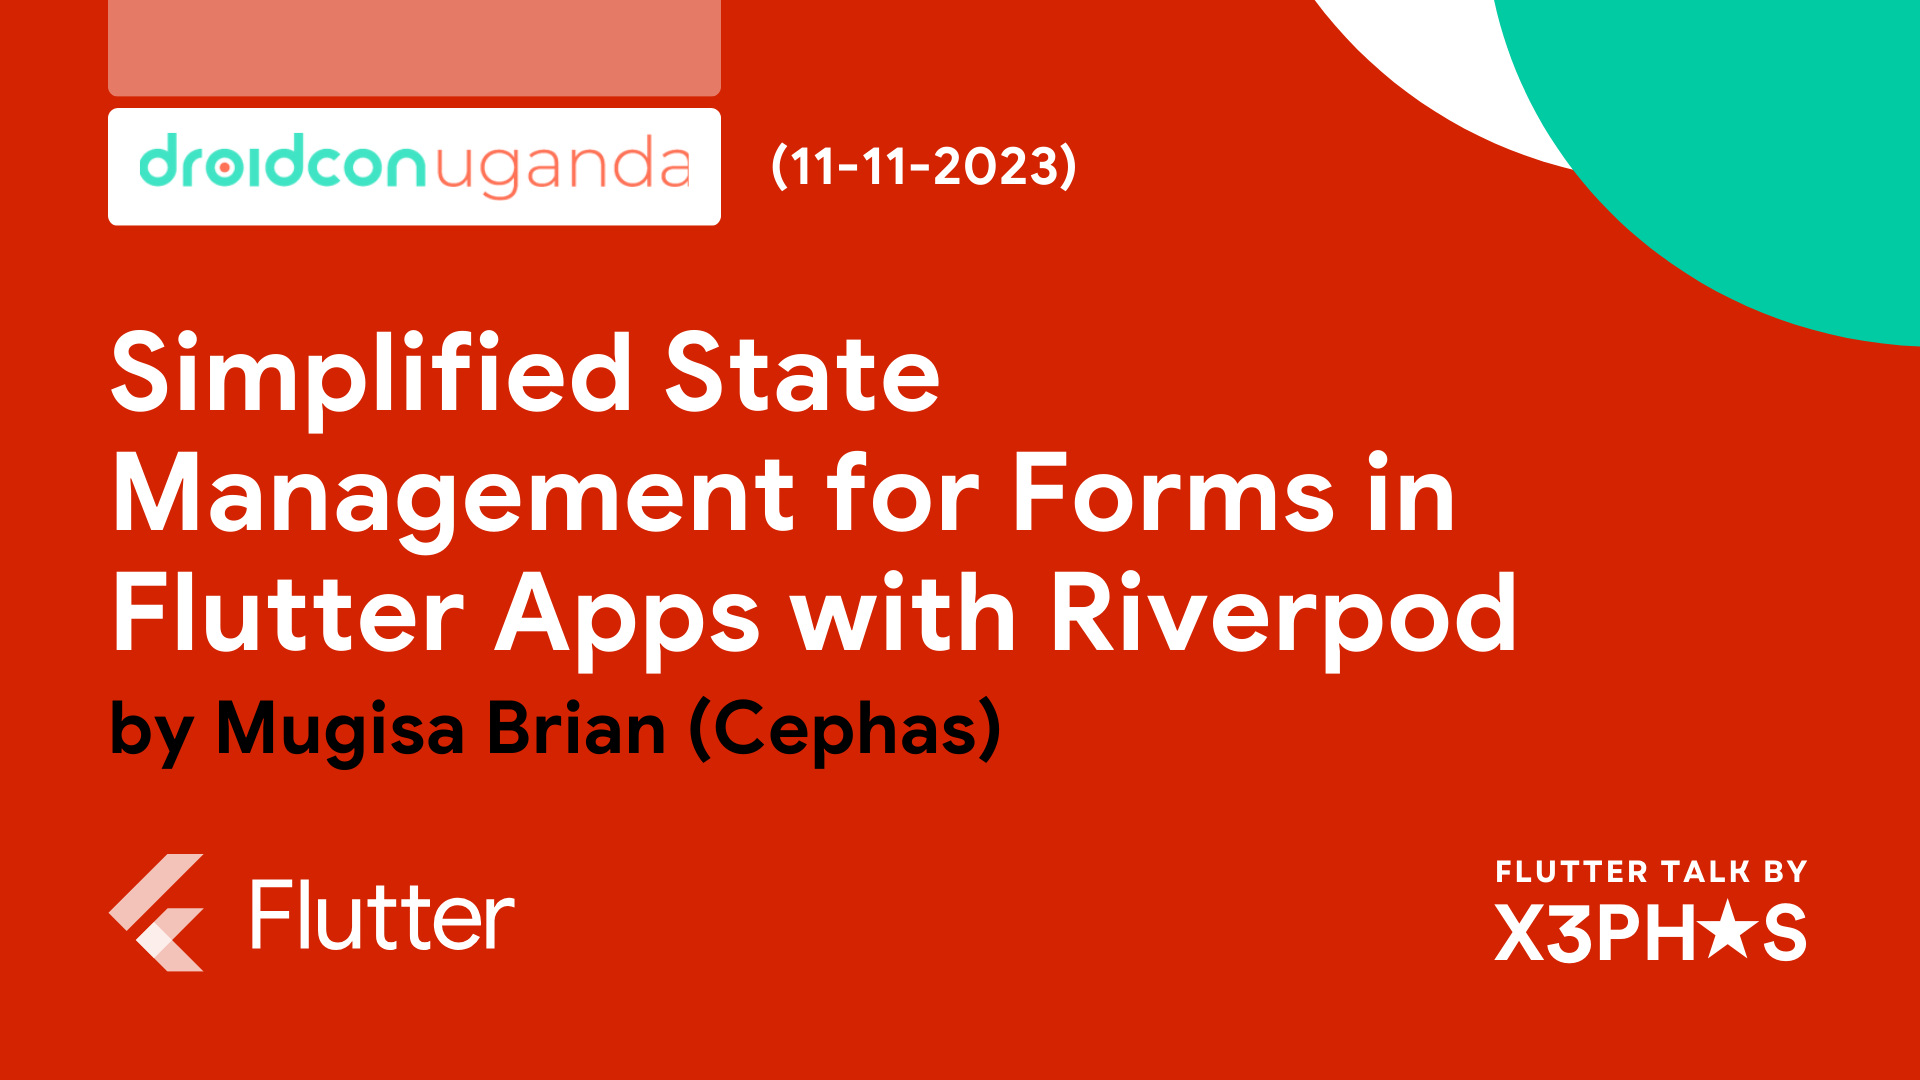 droidconuganda
(11-11-2023)
Simplified State
Management for Forms in
Flutter Apps with Riverpod
by Mugisa Brian (Cephas)
Flutter
FLUTTER TALK BY
X3PH★S